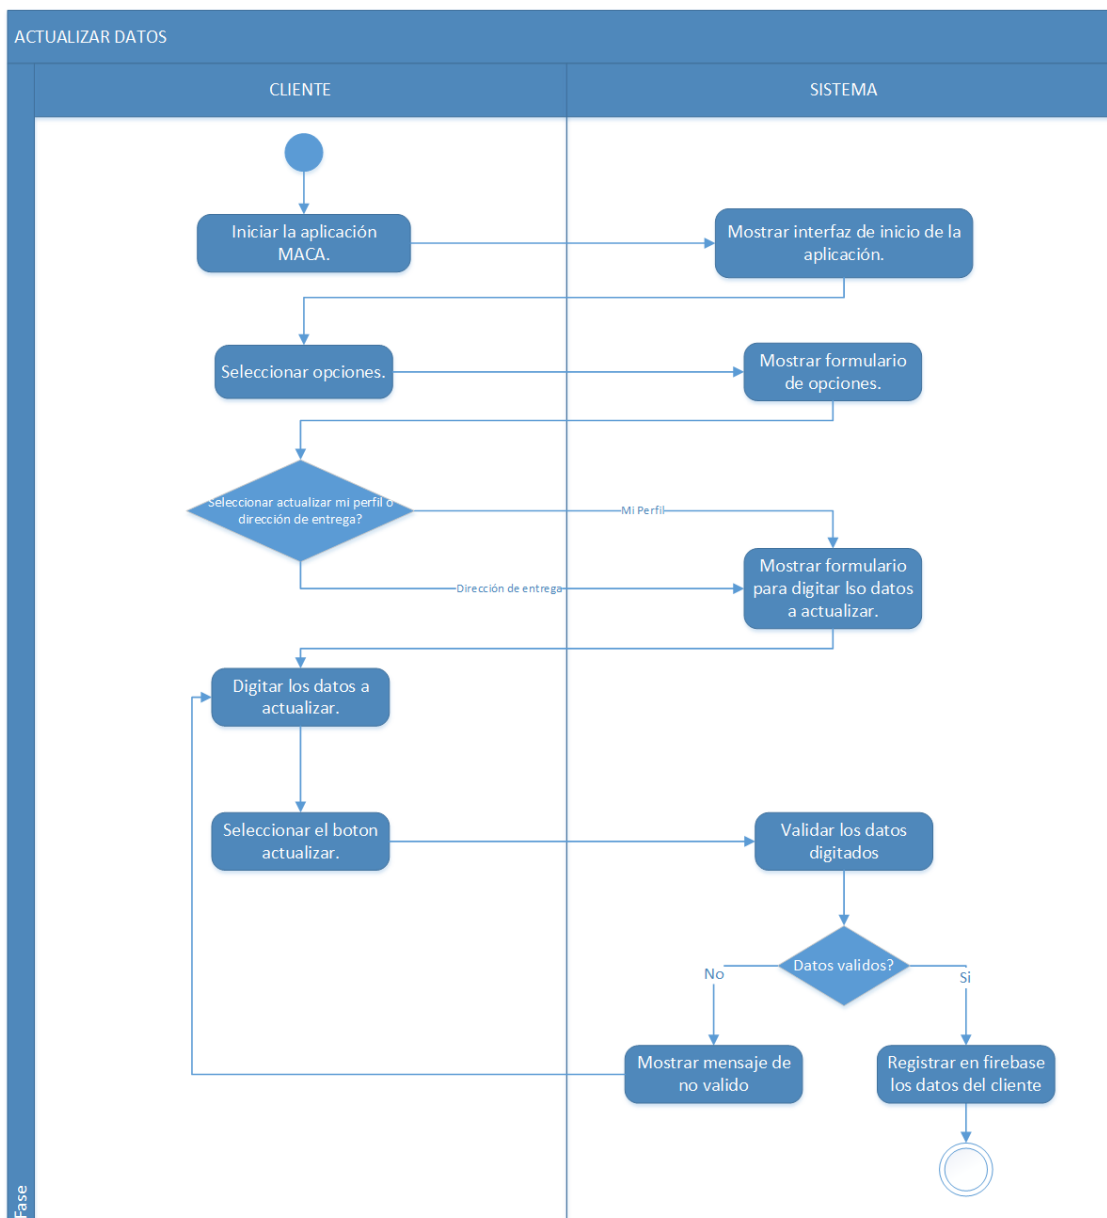 ACTUALIZAR DATOS
CLIENTE
SISTEMA
Iniciar la aplicación
MACA.
Mostrar interfaz de inicio de la
aplicación.
Seleccionar opciones.
Mostrar formulario
de opciones.
Seleccionar actualizar mi perfil o
dirección de entrega?
Mi Perfil
Dirección de entrega
Mostrar formulario
para digitar lso datos
a actualizar.
Digitar los datos a
actualizar.
Seleccionar el boton
actualizar.
Validar los datos
digitados
Datos validos?
No
Si
Mostrar mensaje de
no valido
Registrar en firebase
los datos del cliente
Fase